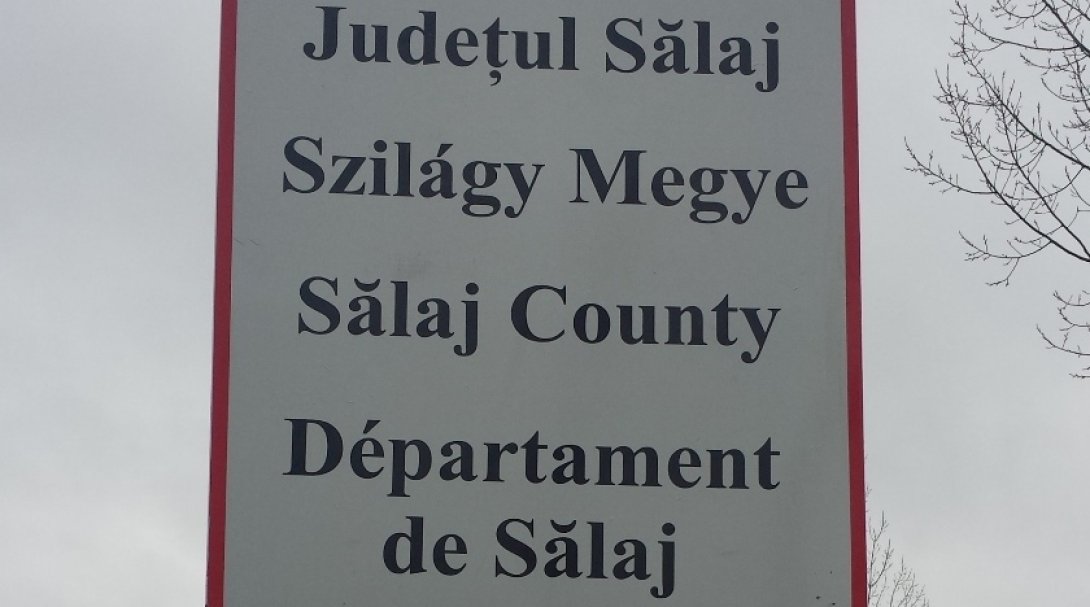 Județul Sălaj
Szilágy Megye
Sălaj County
Départament
de Sălaj